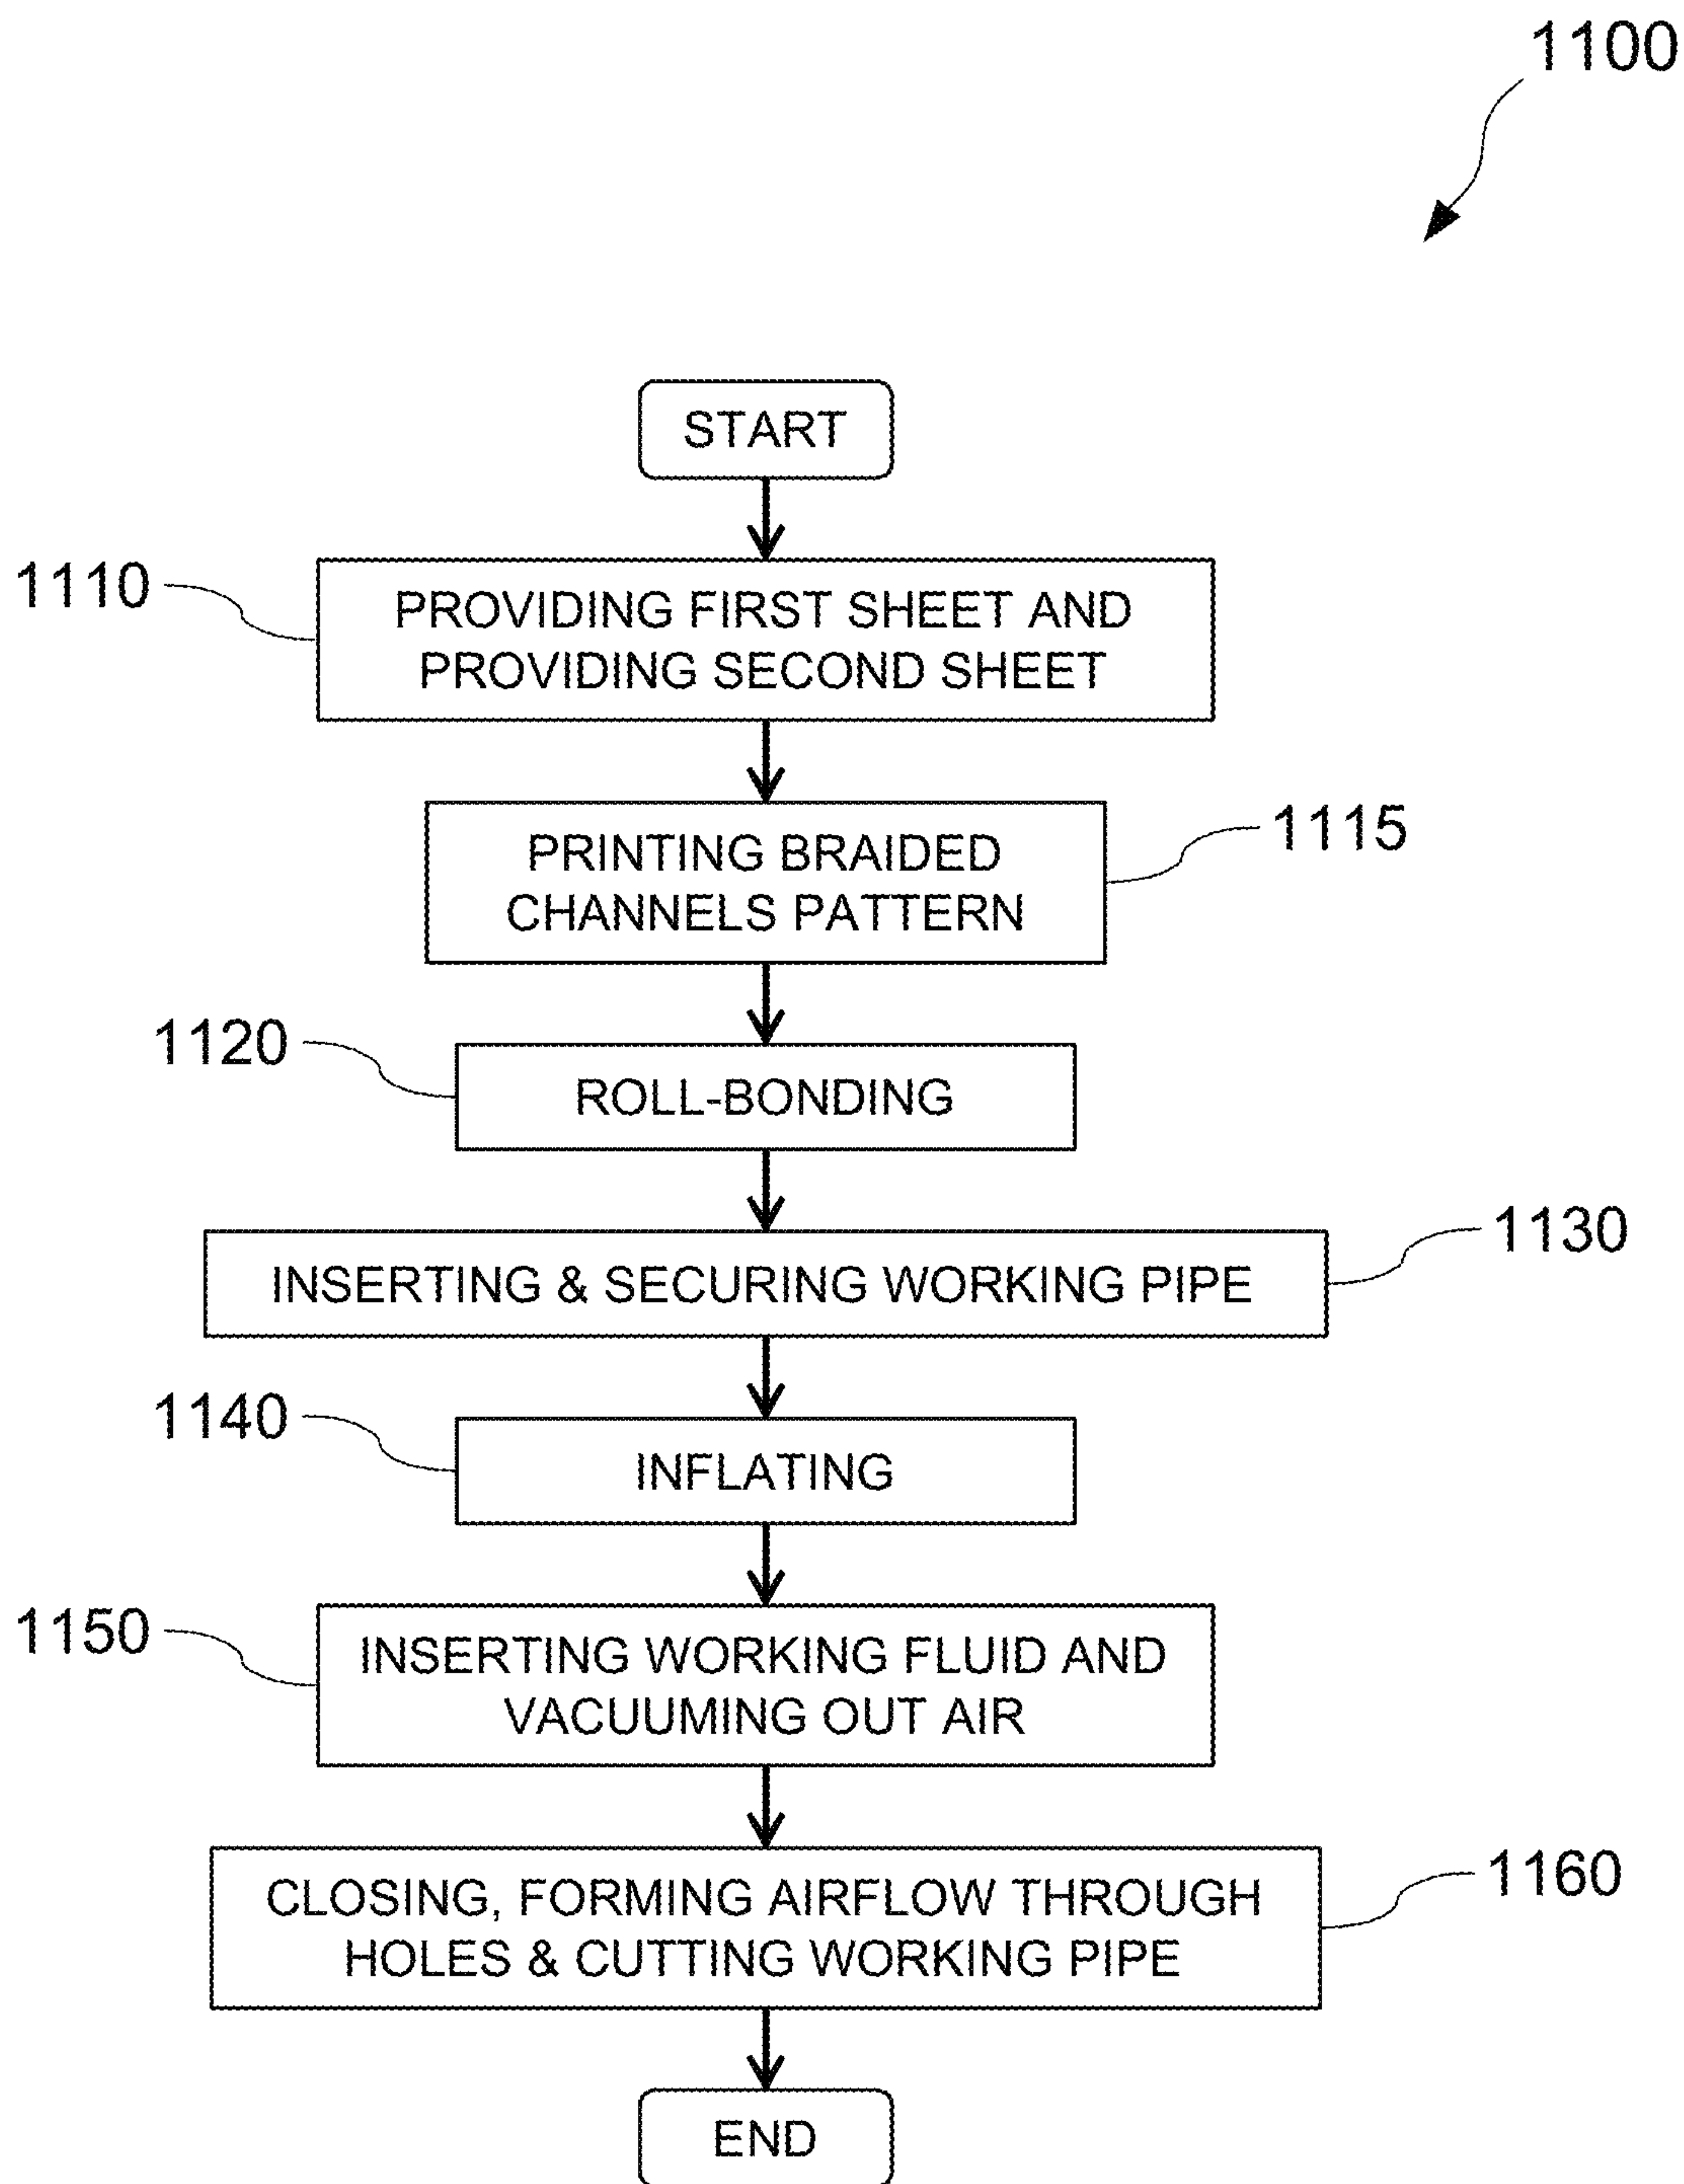 1100
START
1110
PROVIDING FIRST SHEET AND
PROVIDING SECOND SHEET
PRINTING BRAIDED
CHANNELS PATTERN
1115
1120
ROLL-BONDING
INSERTING & SECURING WORKING PIPE
1130
1140
INFLATING
1150
INSERTING WORKING FLUID AND
VACUUMING OUT AIR
CLOSING, FORMING AIRFLOW THROUGH
HOLES & CUTTING WORKING PIPE
1160
END